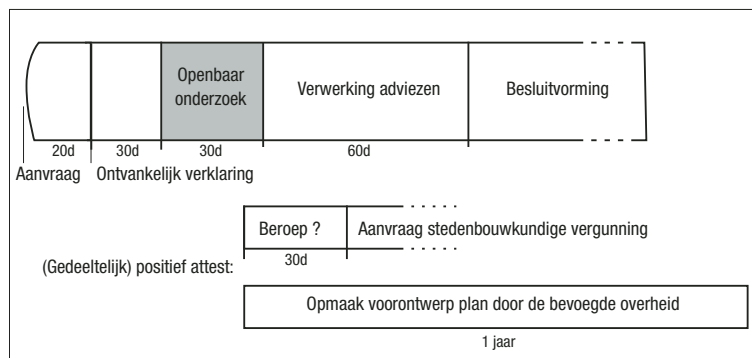 Openbaar
onderzoek
Verwerking adviezen
Besluitvorming
20d
30d
30d
60d
Aanvraag
Ontvankelijk verklaring
Beroep ?
Aanvraag stedenbouwkundige vergunning
30d
(Gedeeltelijk) positief attest:
Opmaak voorontwerp plan door de bevoegde overheid
1 jaar